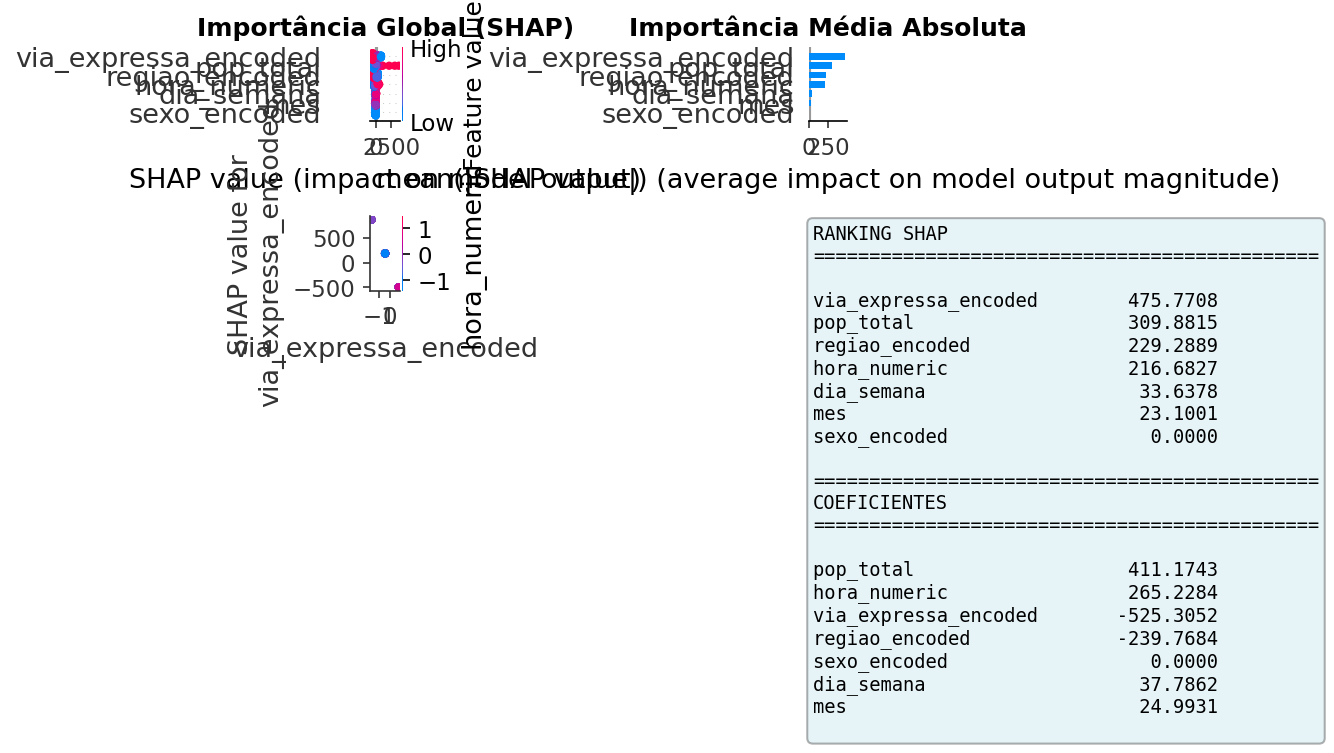 Importância Global (SHAP)
via_expressa_encoded
pop_total
regiao_encoded
hora_numeric
dia_semana
mes
sexo_encoded
High
Low
Feature value
0
2500
SHAP value (impact on model output)
Importância Média Absoluta
via_expressa_encoded
pop_total
regiao_encoded
hora_numeric
dia_semana
mes
sexo_encoded
0
250
mean(|SHAP value|) (average impact on model output magnitude)
SHAP value for
via_expressa_encoded
500
0
−500
−1
0
via_expressa_encoded
1
0
−1
hora_numeric
RANKING SHAP
=============================================
via_expressa_encoded 475.7708
pop_total 309.8815
regiao_encoded 229.2889
hora_numeric 216.6827
dia_semana 33.6378
mes 23.1001
sexo_encoded 0.0000
=============================================
COEFICIENTES
=============================================
pop_total 411.1743
hora_numeric 265.2284
via_expressa_encoded -525.3052
regiao_encoded -239.7684
sexo_encoded 0.0000
dia_semana 37.7862
mes 24.9931